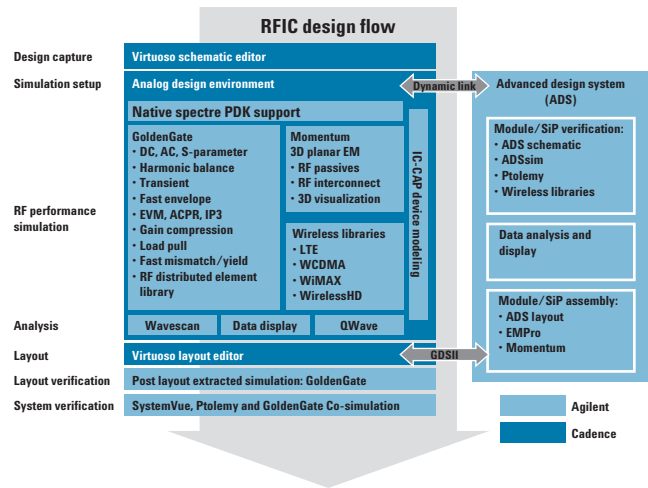 RFIC design flow
Design capture
Virtuoso schematic editor
Simulation setup
Analog design environment
Dynamic link
Advanced design system
(ADS)
Native spectre PDK support
GoldenGate
• DC, AC, S-parameter
• Harmonic balance
• Transient
• Fast envelope
• EVM, ACPR, IP3
• Gain compression
• Load pull
• Fast mismatch/yield
• RF distributed element
library
Momentum
3D planar EM
• RF passives
• RF interconnect
• 3D visualization
Wireless libraries
• LTE
• WCDMA
• WiMAX
• WirelessHD
IC-CAP device modeling
RF performance
simulation
Module/SiP verification:
• ADS schematic
• ADSsim
• Ptolemy
• Wireless libraries
Data analysis and
display
Module/SiP assembly:
• ADS layout
• EMPro
• Momentum
Analysis
Wavescan
Data display
QWave
Layout
Virtuoso layout editor
GDSII
Layout verification
Post layout extracted simulation: GoldenGate
System verification
SystemVue, Ptolemy and GoldenGate Co-simulation
Agilent
Cadence